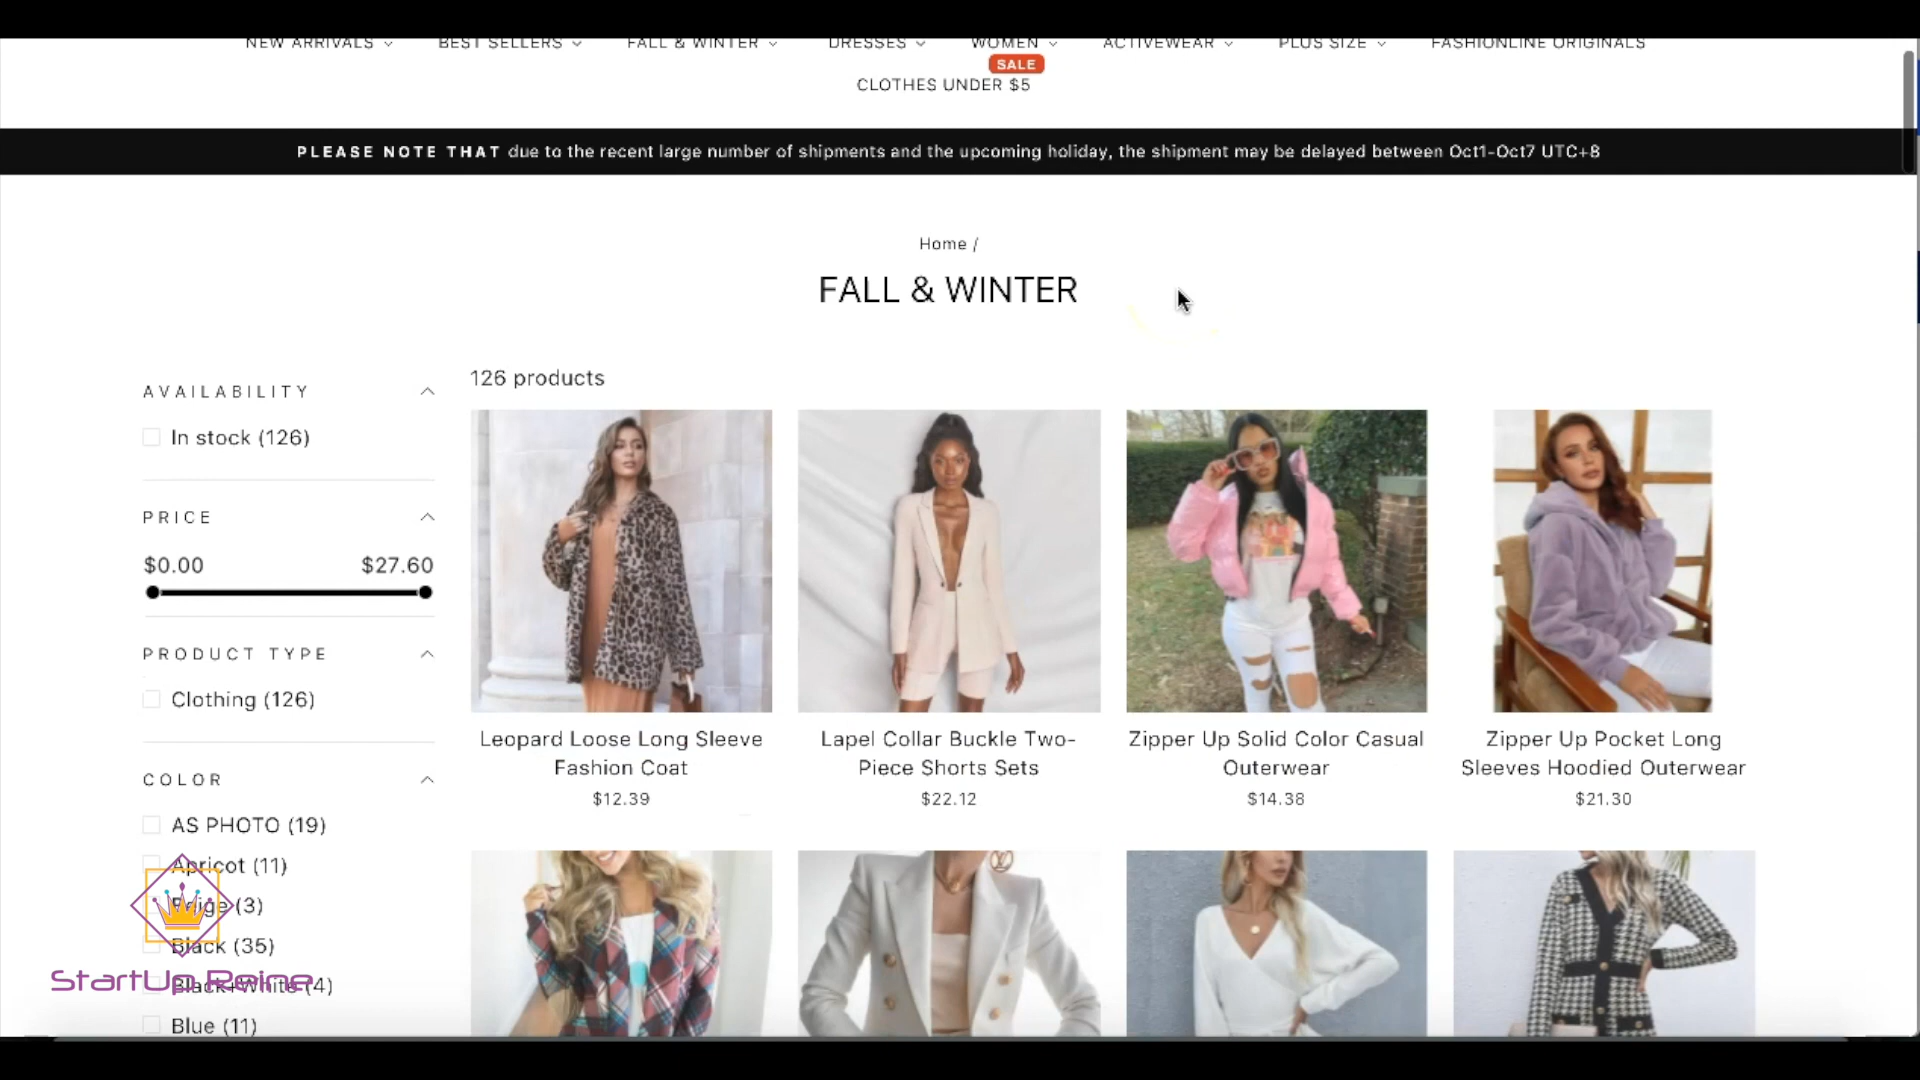 NEW ARRIVALS
BEST SELLERS
FALL & WINTER
DRESSES
WOMEN
ACTIVEWEAR
PLUS SIZE
FASHIONLINE ORIGINALS
SALE
CLOTHES UNDER $5
PLEASE NOTE THAT due to the recent large number of shipments and the upcoming holiday, the shipment may be delayed between Oct1-Oct7 UTC+8
Home /
FALL & WINTER
126 products
AVAILABILITY
In stock (126)
PRICE
$0.00 $27.60
PRODUCT TYPE
Clothing (126)
COLOR
AS PHOTO (19)
Apricot (11)
Beige (3)
Black (35)
Black+White (4)
Blue (11)
StartUp Reine
Leopard Loose Long Sleeve
Fashion Coat
$12.39
Lapel Collar Buckle Two-
Piece Shorts Sets
$22.12
Zipper Up Solid Color Casual
Outerwear
$14.38
Zipper Up Pocket Long
Sleeves Hoodied Outerwear
$21.30